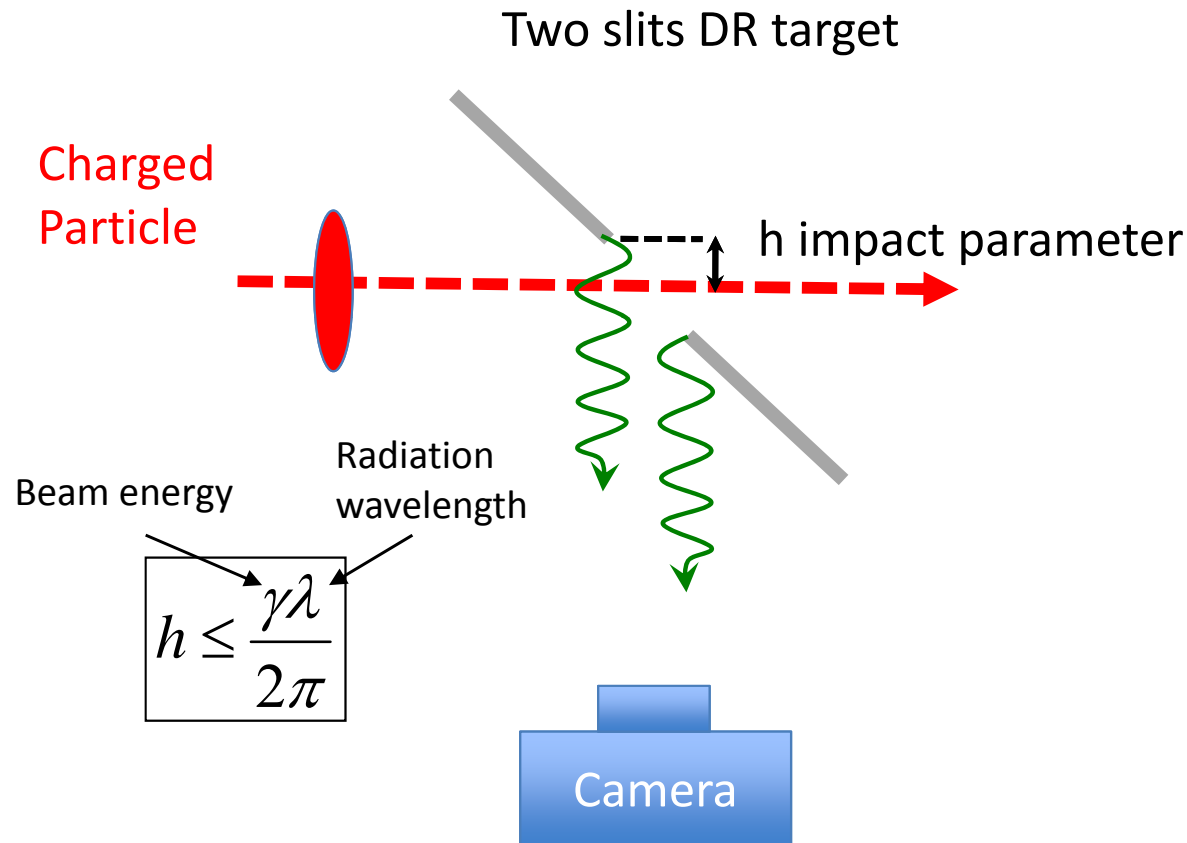 Two slits DR target
Charged
Particle
h impact parameter
Radiation
wavelength
Beam energy
h ≤ γλ / 2π
Camera